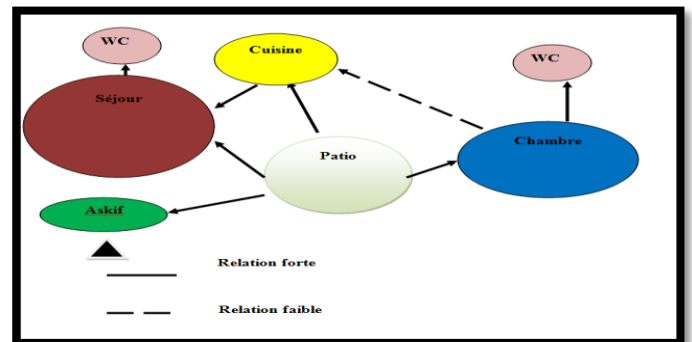 WC
Cuisine
WC
Séjour
Chambre
Patio
Askif
Relation forte
Relation faible